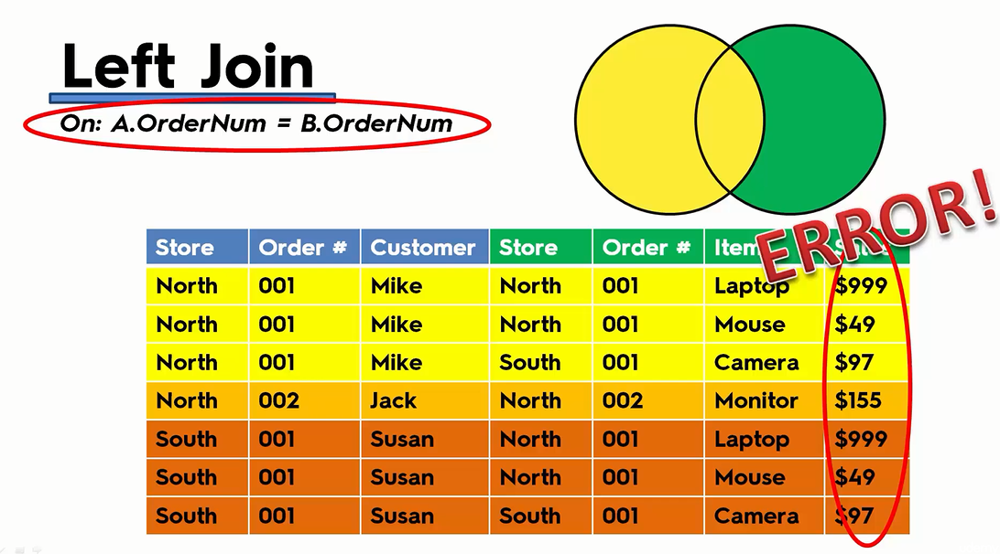 Left Join
On: A.OrderNum = B.OrderNum
ERROR!
Store Order # Customer Store Order # Item
North 001 Mike North 001 Laptop $999
North 001 Mike North 001 Mouse $49
North 001 Mike South 001 Camera $97
North 002 Jack North 002 Monitor $155
South 001 Susan North 001 Laptop $999
South 001 Susan North 001 Mouse $49
South 001 Susan South 001 Camera $97